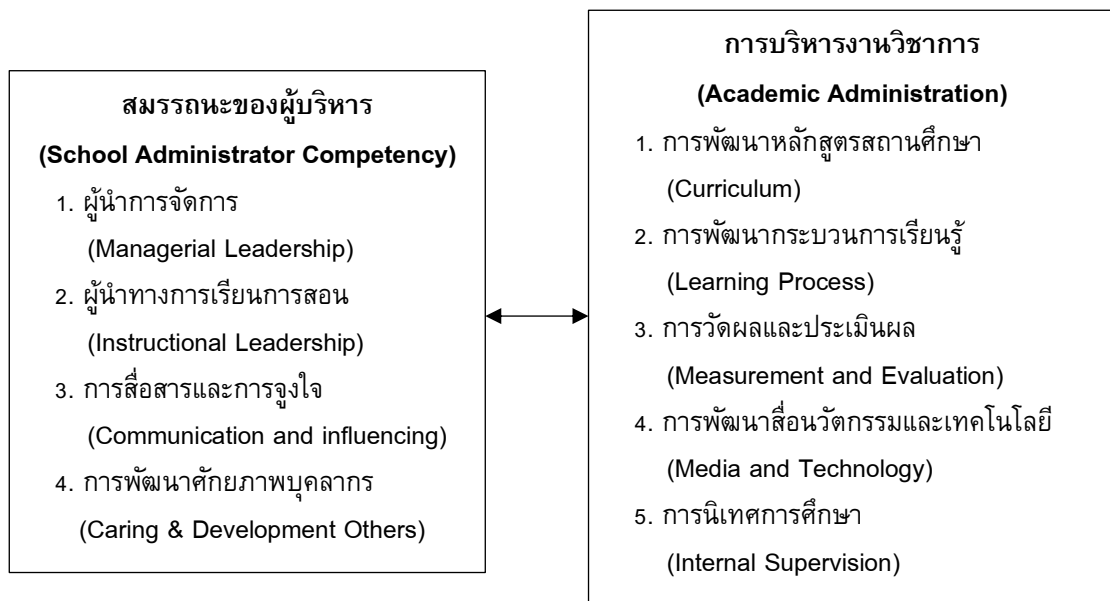 สมรรถนะของผู้บริหาร
(School Administrator Competency)
1. ผู้นำการจัดการ
(Managerial Leadership)
2. ผู้นำทางการเรียนการสอน
(Instructional Leadership)
3. การสื่อสารและการจูงใจ
(Communication and influencing)
4. การพัฒนาศักยภาพบุคลากร
(Caring & Development Others)
การบริหารงานวิชาการ
(Academic Administration)
1. การพัฒนาหลักสูตรสถานศึกษา
(Curriculum)
2. การพัฒนากระบวนการเรียนรู้
(Learning Process)
3. การวัดผลและประเมินผล
(Measurement and Evaluation)
4. การพัฒนาสื่อนวัตกรรมและเทคโนโลยี
(Media and Technology)
5. การนิเทศการศึกษา
(Internal Supervision)